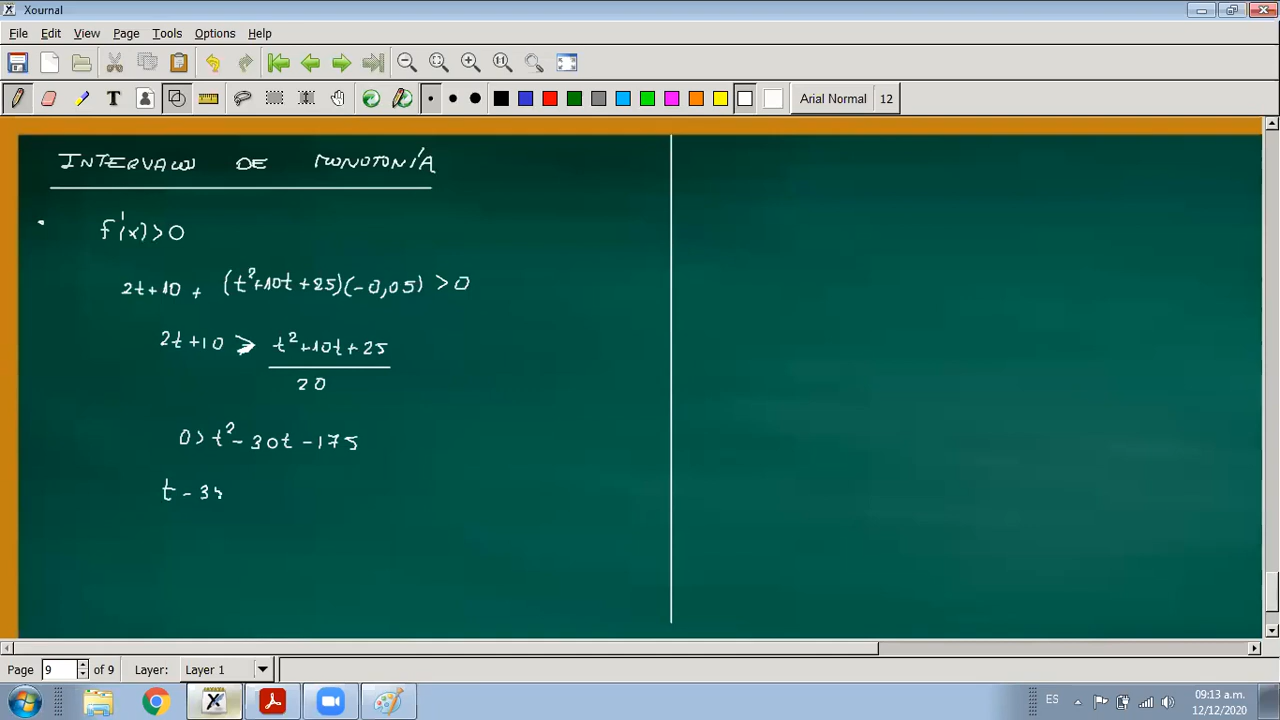 Xournal
File Edit View Page Tools Options Help
Arial Normal 12
INTERVALOS DE MONOTONÍA
f'(x)>0
2t+10 + (t²+10t+25)(-0,05) >0
2t+10 > t²+10t+25
20
0> t²-30t-175
t - 3
Page 9 of 9 Layer: Layer 1
ES 09:13 a.m.
12/12/2020